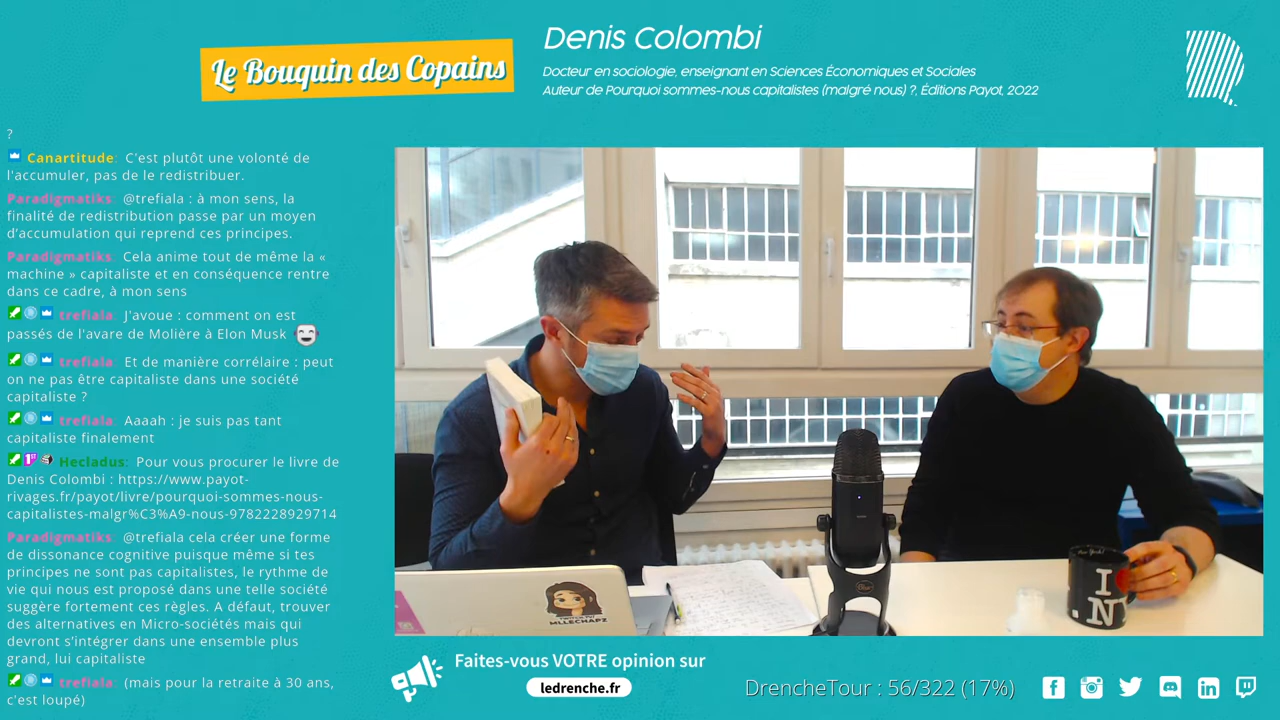 Le Bouquin des Copains
Denis Colombi
Docteur en sociologie, enseignant en Sciences Économiques et Sociales
Auteur de Pourquoi sommes-nous capitalistes (malgré nous) ?, Éditions Payot, 2022
?
Canartitude: C'est plutôt une volonté de
l'accumuler, pas de le redistribuer.
Paradigmatiks: @trefiala : à mon sens, la
finalité de redistribution passe par un moyen
d'accumulation qui reprend ces principes.
Paradigmatiks: Cela anime tout de même la «
machine » capitaliste et en conséquence rentre
dans ce cadre, à mon sens
trefiala: J'avoue : comment on est
passés de l'avare de Molière à Elon Musk
trefiala: Et de manière corrélaire : peut
on ne pas être capitaliste dans une société
capitaliste ?
trefiala: Aaaah : je suis pas tant
capitaliste finalement
Hecladus: Pour vous procurer le livre de
Denis Colombi : https://www.payot-
rivages.fr/payot/livre/pourquoi-sommes-nous-
capitalistes-malgr%C3%A9-nous-9782228929714
Paradigmatiks: @trefiala cela créer une forme
de dissonance cognitive puisque même si tes
principes ne sont pas capitalistes, le rythme de
vie qui nous est proposé dans une telle société
suggère fortement ces règles. A défaut, trouver
des alternatives en Micro-sociétés mais qui
devront s'intégrer dans une ensemble plus
grand, lui capitaliste
trefiala: (mais pour la retraite à 30 ans,
c'est loupé)
MLLECHAPZ
I
N
Faites-vous VOTRE opinion sur
ledrenche.fr
DrencheTour : 56/322 (17%)